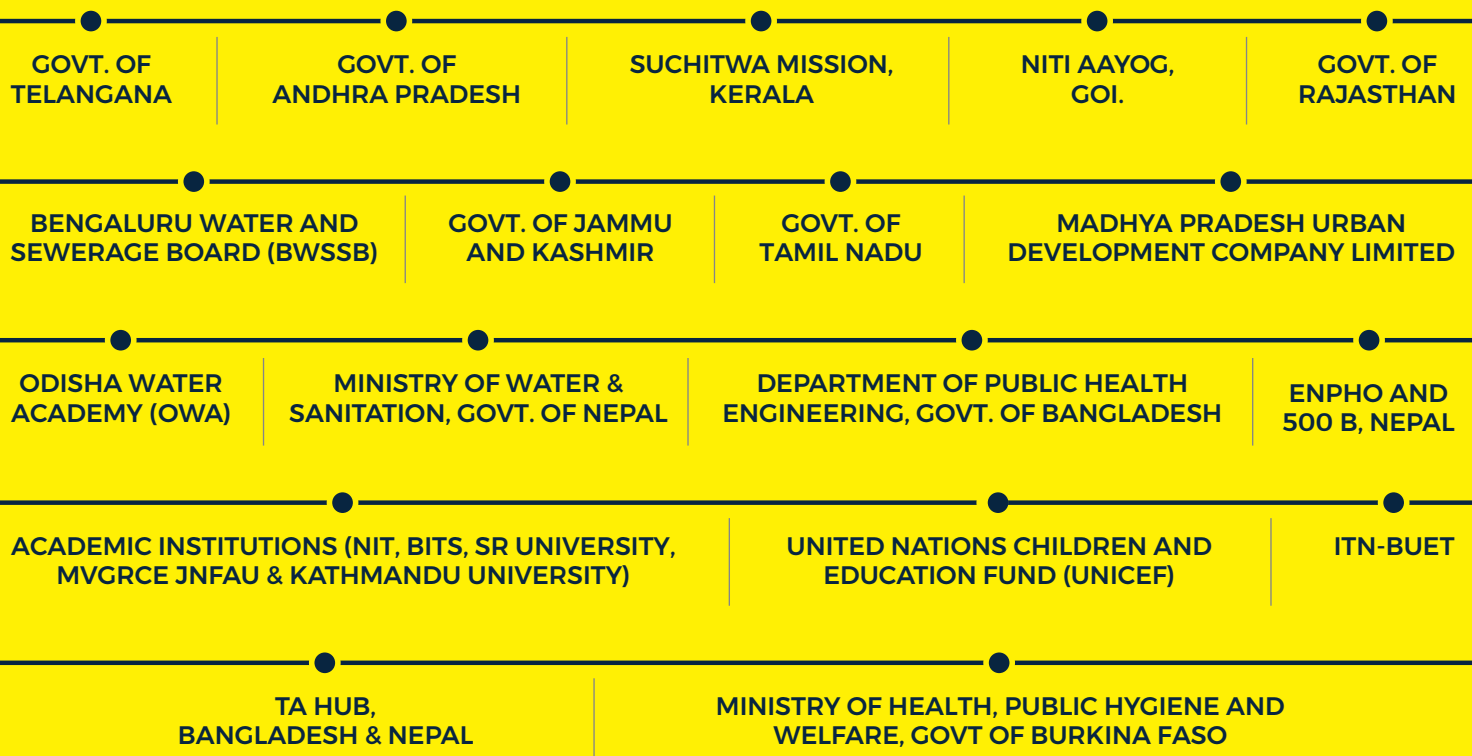 GOVT. OF
TELANGANA
GOVT. OF
ANDHRA PRADESH
SUCHITWA MISSION,
KERALA
NITI AAYOG,
GOI.
GOVT. OF
RAJASTHAN
BENGALURU WATER AND
SEWERAGE BOARD (BWSSB)
GOVT. OF JAMMU
AND KASHMIR
GOVT. OF
TAMIL NADU
MADHYA PRADESH URBAN
DEVELOPMENT COMPANY LIMITED
ODISHA WATER
ACADEMY (OWA)
MINISTRY OF WATER &
SANITATION, GOVT. OF NEPAL
DEPARTMENT OF PUBLIC HEALTH
ENGINEERING, GOVT. OF BANGLADESH
ENPHO AND
500 B, NEPAL
ACADEMIC INSTITUTIONS (NIT, BITS, SR UNIVERSITY,
MVGRCE JNFAU & KATHMANDU UNIVERSITY)
UNITED NATIONS CHILDREN AND
EDUCATION FUND (UNICEF)
ITN-BUET
TA HUB,
BANGLADESH & NEPAL
MINISTRY OF HEALTH, PUBLIC HYGIENE AND
WELFARE, GOVT OF BURKINA FASO